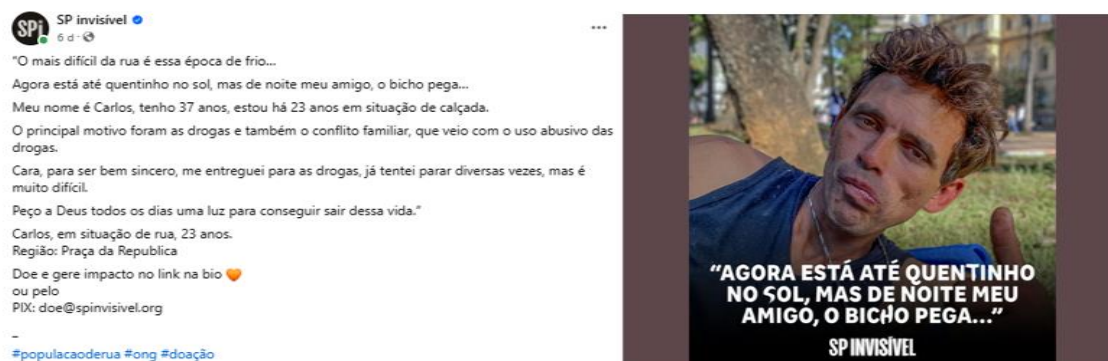 SPi
SP invisível
6 d ·
"O mais difícil da rua é essa época de frio...
Agora está até quentinho no sol, mas de noite meu amigo, o bicho pega...
Meu nome é Carlos, tenho 37 anos, estou há 23 anos em situação de calçada.
O principal motivo foram as drogas e também o conflito familiar, que veio com o uso abusivo das
drogas.
Cara, para ser bem sincero, me entreguei para as drogas, já tentei parar diversas vezes, mas é
muito difícil.
Peço a Deus todos os dias uma luz para conseguir sair dessa vida."
Carlos, em situação de rua, 23 anos.
Região: Praça da Republica
Doe e gere impacto no link na bio 🧡
ou pelo
PIX: doe@spinvisivel.org
–
#populacaoderua #ong #doação
"AGORA ESTÁ ATÉ QUENTINHO
NO SOL, MAS DE NOITE MEU
AMIGO, O BICHO PEGA..."
SP INVISÍVEL